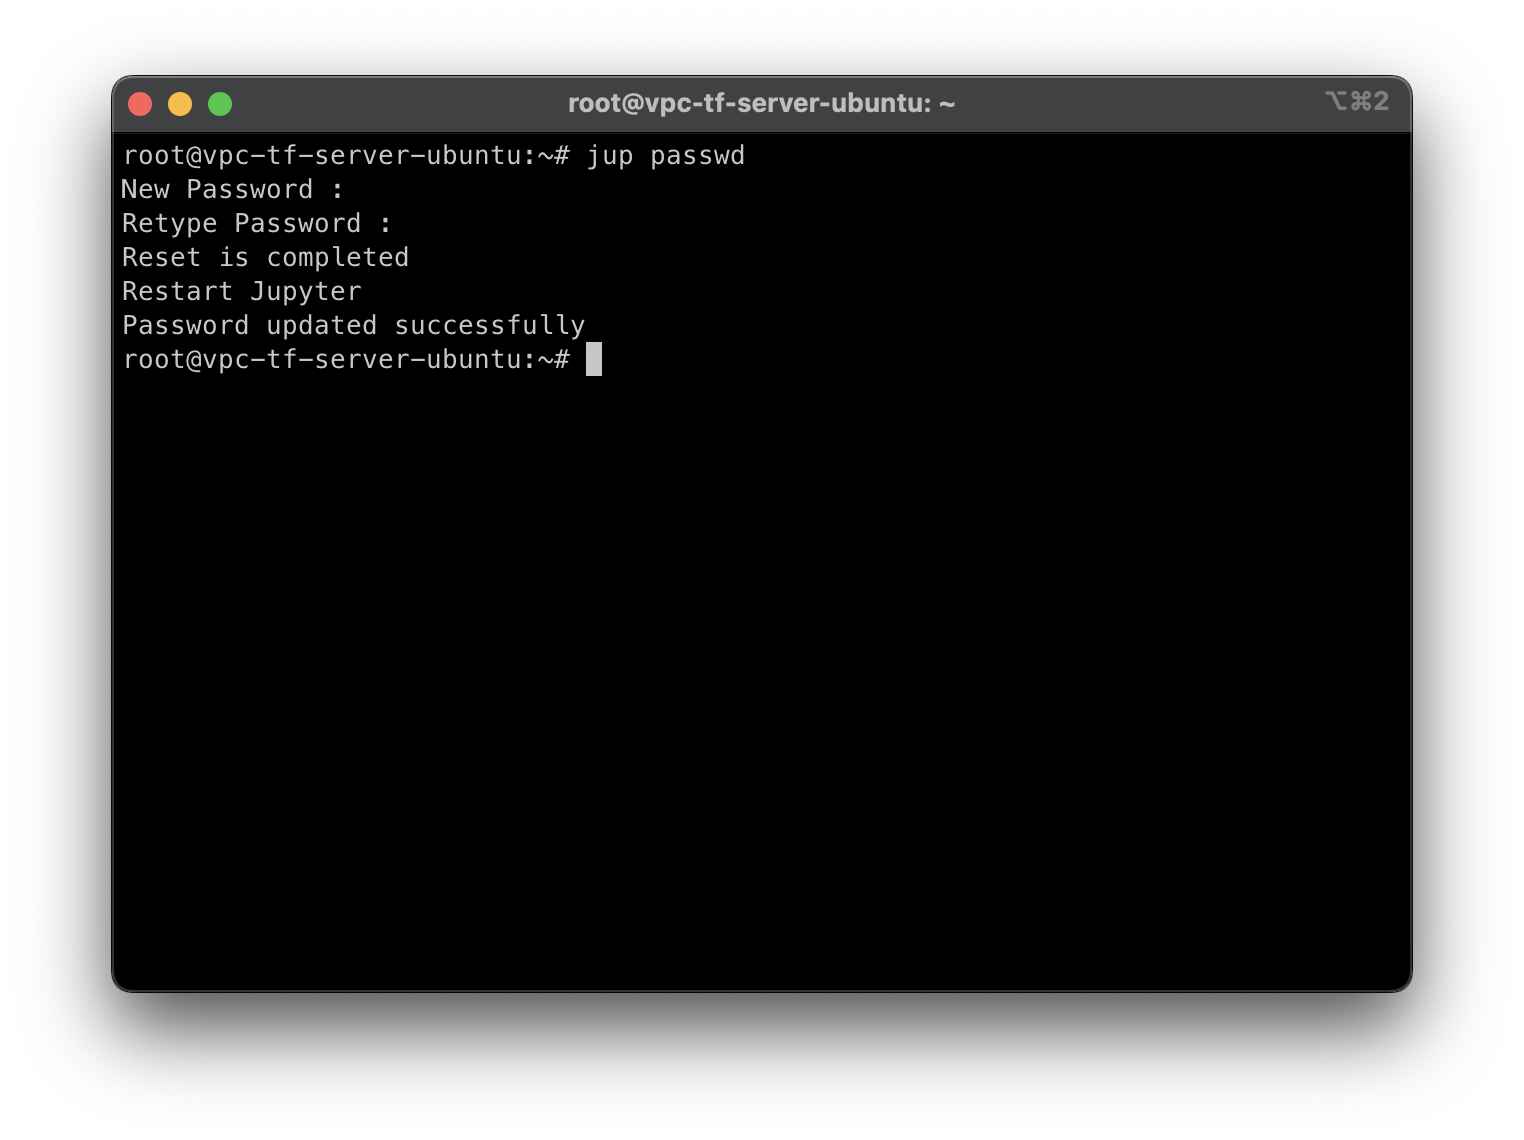 root@vpc-tf-server-ubuntu: ~
⌥⌘2
root@vpc-tf-server-ubuntu:~# jup passwd
New Password :
Retype Password :
Reset is completed
Restart Jupyter
Password updated successfully
root@vpc-tf-server-ubuntu:~#